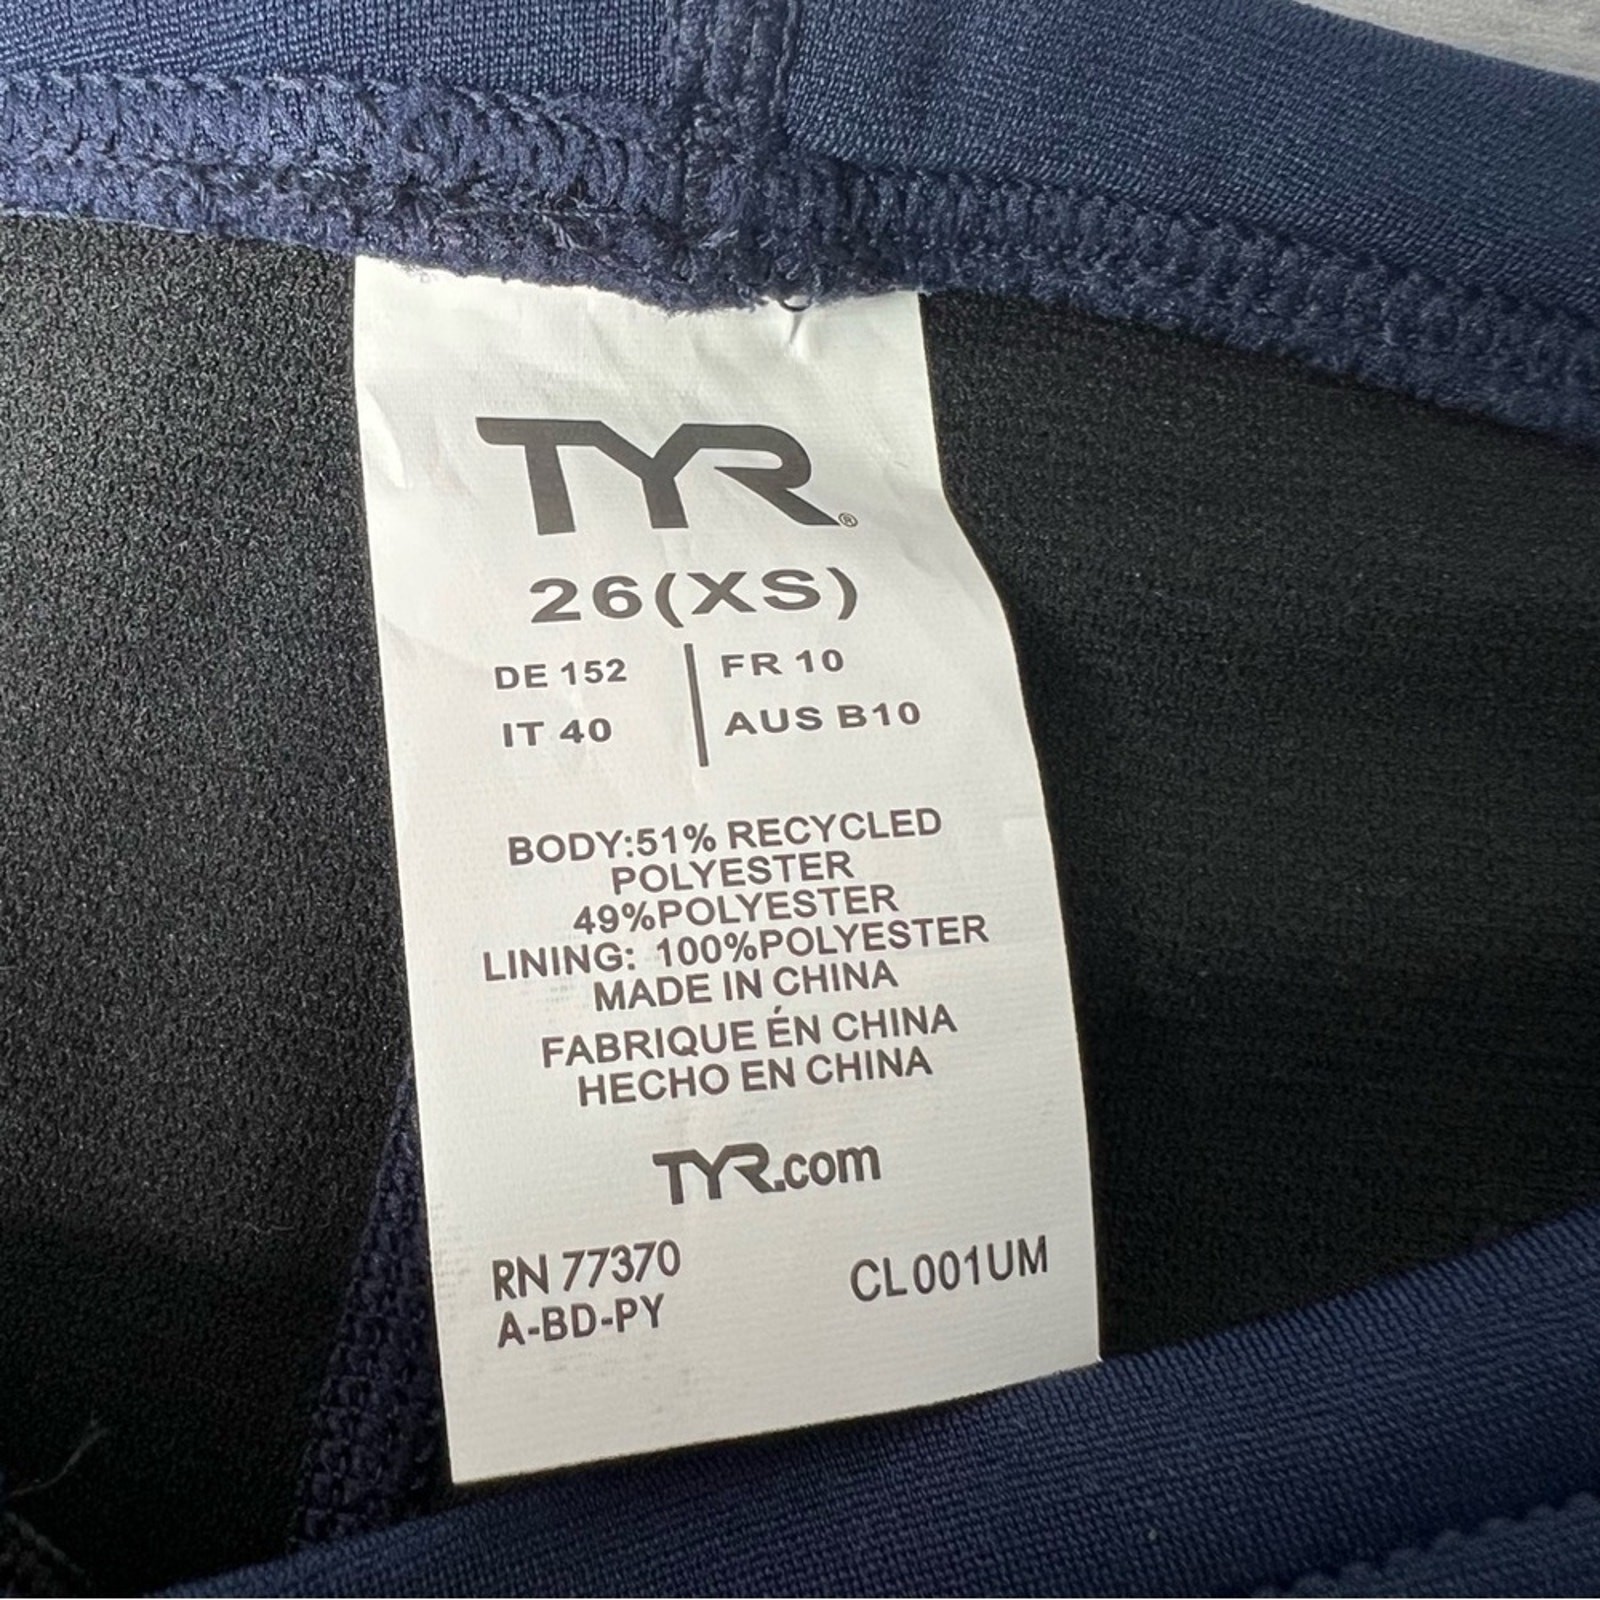 TYR®
26(XS)
DE 152 | FR 10
IT 40 | AUS B10
BODY:51% RECYCLED
POLYESTER
49%POLYESTER
LINING: 100%POLYESTER
MADE IN CHINA
FABRIQUE ÉN CHINA
HECHO EN CHINA
TYR.com
RN 77370
A-BD-PY
CL001UM